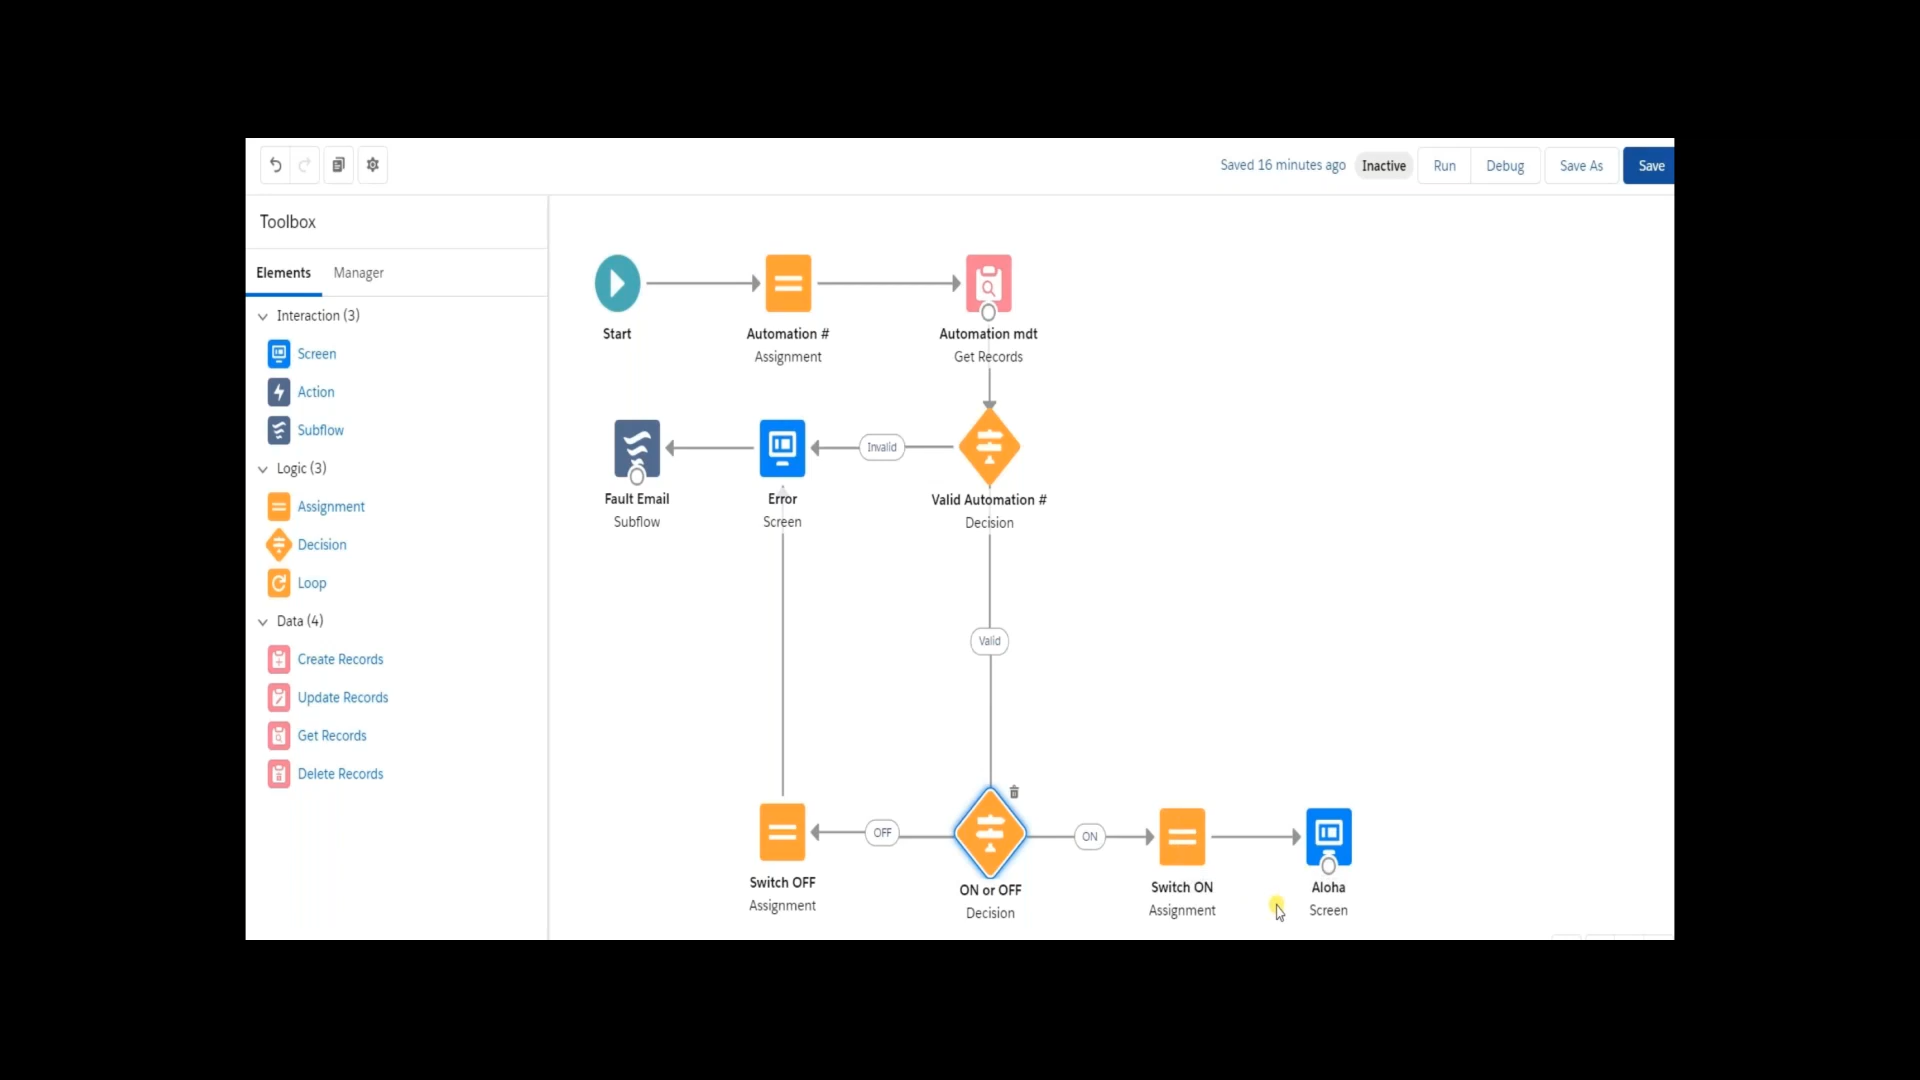 Saved 16 minutes ago
Inactive
Run
Debug
Save As
Save
Toolbox
Elements
Manager
Interaction (3)
Screen
Action
Subflow
Logic (3)
Assignment
Decision
Loop
Data (4)
Create Records
Update Records
Get Records
Delete Records
Start
Automation #
Assignment
Automation mdt
Get Records
Fault Email
Subflow
Error
Screen
Invalid
Valid Automation #
Decision
Valid
Switch OFF
Assignment
OFF
ON or OFF
Decision
ON
Switch ON
Assignment
Aloha
Screen